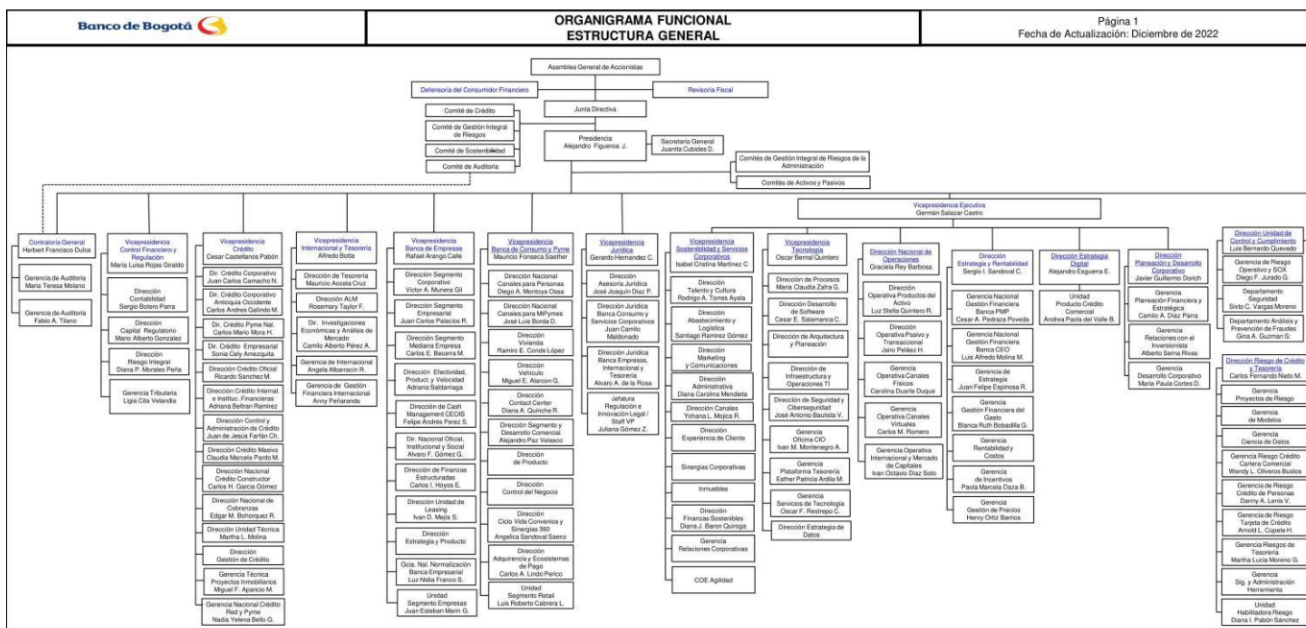 Banco de Bogotá
ORGANIGRAMA FUNCIONAL
ESTRUCTURA GENERAL
Página 1
Fecha de Actualización: Diciembre de 2022
Asamblea General de Accionistas
Defensoría del Consumidor Financiero
Revisoría Fiscal
Junta Directiva
Comité de Crédito
Comité de Gestión Integral
de Riesgos
Comité de Sostenibilidad
Comité de Auditoría
Presidencia
Alejandro Figueroa J.
Secretaría General
Juanita Cubides D.
Comités de Gestión Integral de Riesgos de la
Administración
Comités de Activos y Pasivos
Vicepresidencia Ejecutiva
Germán Salazar Castro
Contraloría General
Herbert Francisco Dulce
Gerencia de Auditoria
Maria Teresa Molano
Gerencia de Auditoria
Fabio A. Tilano
Vicepresidencia
Control Financiero y
Regulación
María Luisa Rojas Giraldo
Dirección
Contabilidad
Sergio Botero Parra
Dirección
Capital Regulatorio
Mario Alberto Gonzalez
Dirección
Riesgo Integral
Diana P. Morales Peña
Gerencia Tributaria
Ligia Cita Velandia
Vicepresidencia
Crédito
Cesar Castellanos Pabón
Dir. Crédito Corporativo
Juan Carlos Camacho N.
Dir. Crédito Corporativo
Antioquia-Occidente
Carlos Andres Galindo M.
Dir. Crédito Pyme Nal.
Carlos Mario Mora H.
Dir. Crédito Empresarial
Sonia Cely Amezquita
Dirección Crédito Oficial
Ricardo Sanchez M.
Dirección Crédito Internal.
e Instituc. Financieras
Adriana Beltran Ramirez
Dirección Control y
Administración de Crédito
Juan de Jesús Farfán Ch.
Dirección Crédito Masivo
Claudia Marcela Pardo M.
Dirección Nacional
Crédito Constructor
Carlos H. García Gómez
Dirección Nacional de
Cobranzas
Edgar M. Bohorquez R.
Dirección Unidad Técnica
Martha L. Molina
Dirección
Gestión de Crédito
Gerencia Técnica
Proyectos Inmobiliarios
Miguel F. Aparicio M.
Gerencia Nacional Crédito
Red y Pyme
Nadia Yelena Bello G.
Vicepresidencia
Internacional y Tesorería
Alfredo Botta
Dirección de Tesorería
Mauricio Acosta Cruz
Dirección ALM
Rosemary Taylor F.
Dir. Investigaciones
Económicas y Análisis de
Mercado
Camilo Alberto Pérez A.
Gerencia de Internacional
Angela Albarracin R.
Gerencia de Gestión
Financiera Internacional
Anny Peñaranda
Vicepresidencia
Banca de Empresas
Rafael Arango Calle
Dirección Segmento
Corporativo
Víctor A. Munera Gil
Dirección Segmento
Empresarial
Juan Carlos Palacios R.
Dirección Segmento
Mediana Empresa
Carlos E. Becerra M.
Dirección Efectividad,
Product. y Velocidad
Adriana Saldarriaga
Dirección de Cash
Management CEOIS
Felipe Andrés Perez S.
Dir. Nacional Oficial,
Institucional y Social
Alvaro F. Gómez G.
Dirección de Finanzas
Estructuradas
Carlos I. Hoyos E.
Dirección Unidad de
Leasing
Ivan D. Mejia S.
Dirección
Estrategia y Producto
Gcia. Nal. Normalización
Banca Empresarial
Luz Nidia Franco S.
Unidad
Segmento Empresas
Juan Esteban Marin G.
Vicepresidencia
Banca de Consumo y Pyme
Mauricio Fonseca Saether
Dirección Nacional
Canales para Personas
Diego A. Montoya Ossa
Dirección Nacional
Canales para MiPymes
José Luis Borda D.
Dirección
Vivienda
Ramiro E. Conde López
Dirección
Vehículo
Miguel E. Alarcon G.
Dirección
Contact Center
Diana A. Quinche R.
Dirección Segmento y
Desarrollo Comercial
Alejandro Paz Velasco
Dirección
de Producto
Dirección
Control del Negocio
Dirección
Ciclo Vida Convenios y
Sinergias 360
Angelica Sandoval Saenz
Dirección
Adquirencia y Ecosistemas
de Pago
Carlos A. Lindo Perico
Unidad
Segmento Retail
Luis Roberto Cabrera L.
Vicepresidencia
Jurídica
Gerardo Hernandez C.
Dirección
Asesoría Jurídica
José Joaquín Diaz P.
Dirección Jurídica
Banca Consumo y
Servicios Corporativos
Juan Camilo
Maldonado
Dirección Jurídica
Banca Empresas,
Internacional y
Tesorería
Alvaro A. de la Rosa
Jefatura
Regulación e
Innovación Legal /
Staff VP
Juliana Gómez Z.
Vicepresidencia
Sostenibilidad y Servicios
Corporativos
Isabel Cristina Martínez C
Dirección
Talento y Cultura
Rodrigo A. Torres Ayala
Dirección
Abastecimiento y
Logística
Santiago Ramírez Gómez
Dirección
Marketing
y Comunicaciones
Dirección
Administrativa
Diana Carolina Mendieta
Dirección Canales
Yohana L. Mojica R.
Dirección
Experiencia de Cliente
Sinergias Corporativas
Inmuebles
Dirección
Finanzas Sostenibles
Diana J. Baron Quiroga
Gerencia
Relaciones Corporativas
COE Agilidad
Vicepresidencia
Tecnología
Oscar Bernal Quintero
Dirección de Procesos
Maria Claudia Zafra G.
Dirección Desarrollo
de Software
Cesar E. Salamanca C.
Dirección de Arquitectura
y Planeación
Dirección de
Infraestructura y
Operaciones TI
Dirección de Seguridad y
Ciberseguridad
José Antonio Bautista V.
Gerencia
Oficina CIO
Ivan M. Montenegro A.
Gerencia
Plataforma Tesorería
Esther Patricia Ardila M.
Gerencia
Servicios de Tecnología
Oscar F. Restrepo C.
Dirección Estrategia de
Datos
Dirección Nacional de
Operaciones
Graciela Rey Barbosa
Dirección
Operativa Productos del
Activo
Luz Stella Quintero R.
Dirección
Operativo Pasivo y
Transaccional
Jairo Peláez H.
Gerencia
Operativa Canales
Físicos
Carolina Duarte Duque
Gerencia
Operativa Canales
Virtuales
Carlos M. Romero
Gerencia Operativa
Internacional y Mercado
de Capitales
Ivan Octavio Diaz Soto
Dirección
Estrategia y Rentabilidad
Sergio I. Sandoval C.
Gerencia Nacional
Gestión Financiera
Banca PMP
Cesar A. Pedraza Poveda
Gerencia Nacional
Gestión Financiera
Banca CEO
Luis Alfredo Molina M.
Gerencia de
Estrategia
Juan Felipe Espinosa R.
Gerencia
Gestión Financiera del
Gasto
Blanca Ruth Bobadilla G.
Gerencia
Rentabilidad y
Costos
Gerencia
de Incentivos
Paola Marcela Daza B.
Gerencia
Gestión de Precios
Henry Ortiz Barrios
Dirección Estrategia
Digital
Alejandro Esguerra E.
Unidad
Producto Crédito
Comercial
Andrea Paola del Valle B.
Dirección
Planeación y Desarrollo
Corporativo
Javier Guillermo Dorich
Gerencia
Planeación Financiera y
Estratégica
Camilo A. Diaz Parra
Gerencia
Relaciones con el
Inversionista
Alberto Serna Rivas
Gerencia
Desarrollo Corporativo
María Paula Cortes D.
Dirección Unidad de
Control y Cumplimiento
Luis Bernardo Quevedo
Gerencia de Riesgo
Operativo y SOX
Diego F. Jurado G.
Departamento
Seguridad
Sixto C. Vargas Moreno
Departamento Análisis y
Prevención de Fraudes
Gina A. Guzmán S.
Dirección Riesgo de Crédito
y Tesorería
Carlos Fernando Nieto M.
Gerencia
Proyectos de Riesgo
Gerencia
de Modelos
Gerencia
Ciencia de Datos
Gerencia Riesgo Crédito
Cartera Comercial
Wendy L. Oliveros Bustos
Gerencia de Riesgo
Crédito de Personas
Danny A. Lenis V.
Gerencia de Riesgo
Tarjeta de Crédito
Arnold L. Copete H.
Gerencia Riesgos de
Tesorería
Martha Lucia Moreno G.
Gerencia
Sig. y Administración
Herramienta
Unidad
Habilitadora Riesgo
Diana I. Pabón Sánchez